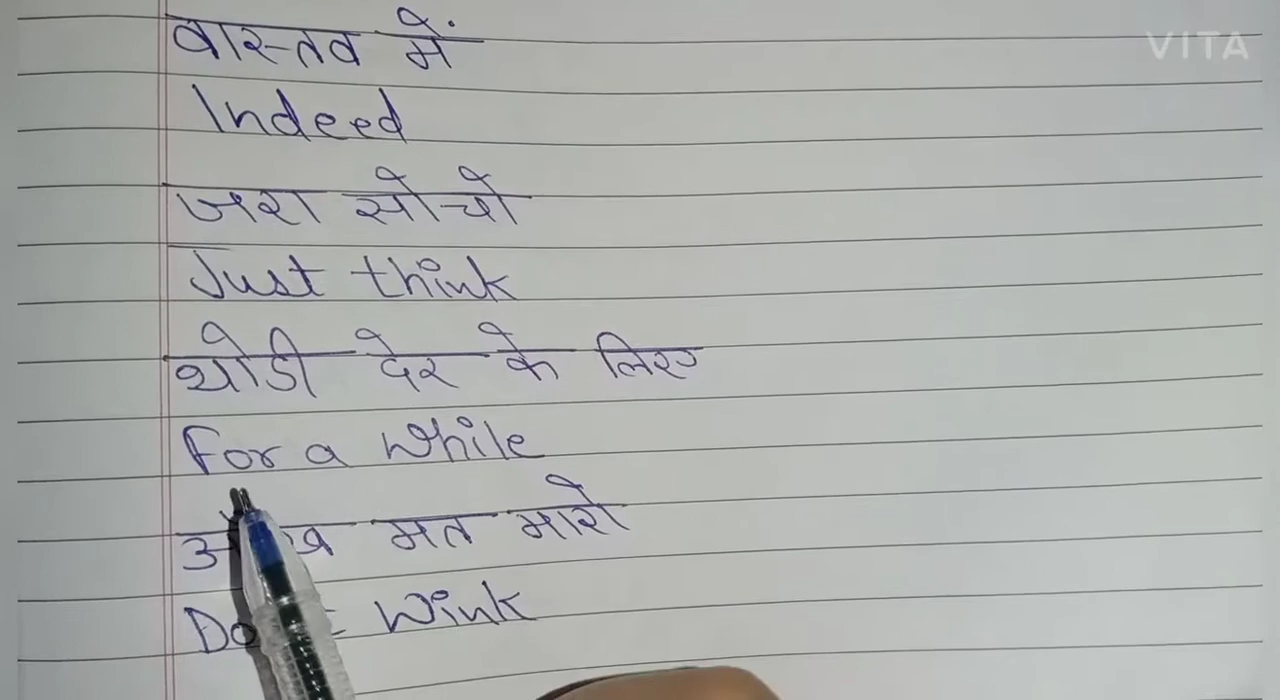 वास्तव में
VITA
Indeed
जरा सोचो
Just think
थोडी देर के लिए
For a while
मत मारो
Wink